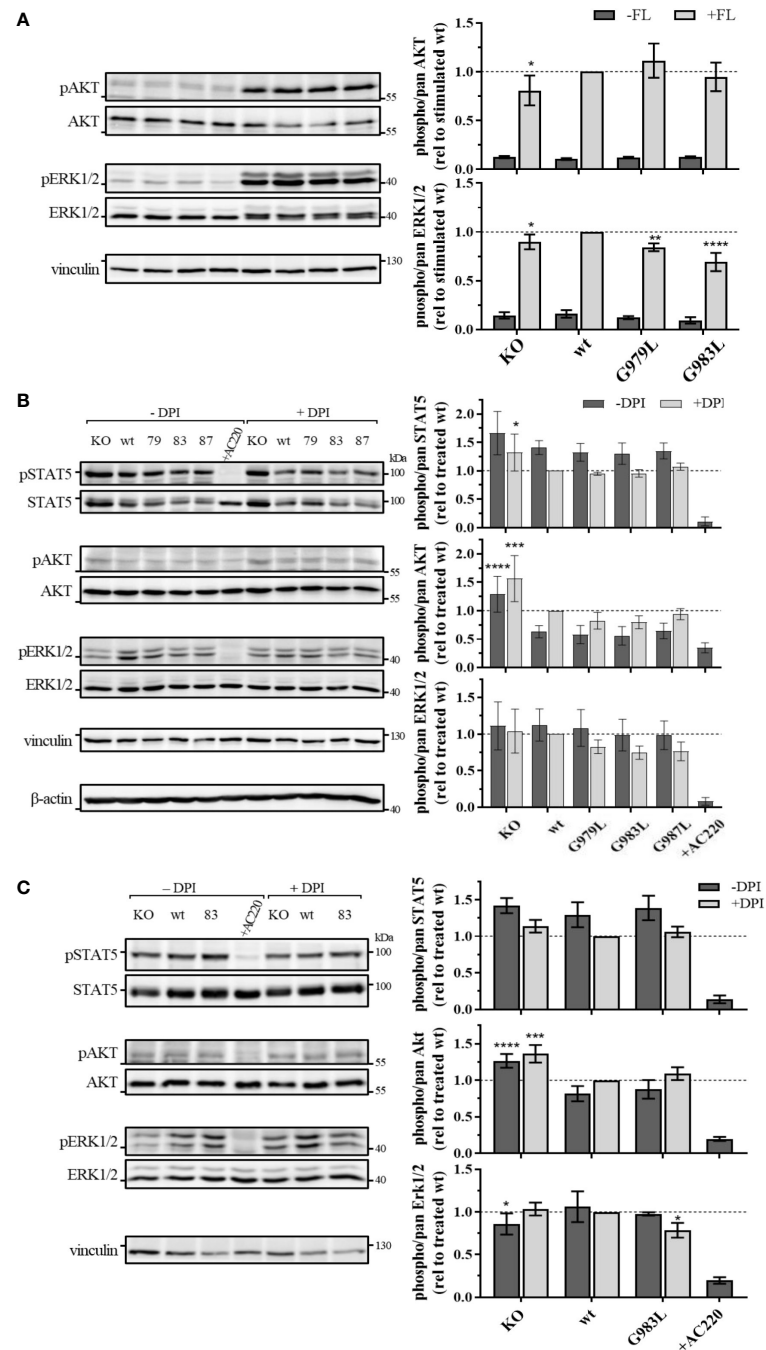 A
-FL +FL
pAKT
55
AKT
55
pERK1/2
40
ERK1/2
40
vinculin
130
phospho/pan AKT
(rel to stimulated wt)
1.5
1.0
0.5
0.0
*
phospho/pan ERK1/2
(rel to stimulated wt)
1.5
1.0
0.5
0.0
* ** ****
KO wt G979L G983L
B
- DPI + DPI
KO wt 79 83 87 +AC220 KO wt 79 83 87
kDa
pSTAT5
100
STAT5
100
pAKT
55
AKT
55
pERK1/2
40
ERK1/2
40
vinculin
130
β-actin
40
-DPI +DPI
phospho/pan STAT5
(rel to treated wt)
2.0
1.5
1.0
0.5
0.0
*
phospho/pan AKT
(rel to treated wt)
2.0
1.5
1.0
0.5
0.0
**** ***
phospho/pan ERK1/2
(rel to treated wt)
2.0
1.5
1.0
0.5
0.0
KO wt G979L G983L G987L +AC220
C
– DPI + DPI
KO wt 83 +AC220 KO wt 83
kDa
pSTAT5
100
STAT5
100
pAKT
55
AKT
55
pERK1/2
40
ERK1/2
40
vinculin
130
-DPI
+DPI
phospho/pan STAT5
(rel to treated wt)
1.5
1.0
0.5
0.0
phospho/pan Akt
(rel to treated wt)
1.5
1.0
0.5
0.0
**** ***
phospho/pan Erk1/2
(rel to treated wt)
1.5
1.0
0.5
0.0
* *
KO wt G983L +AC220